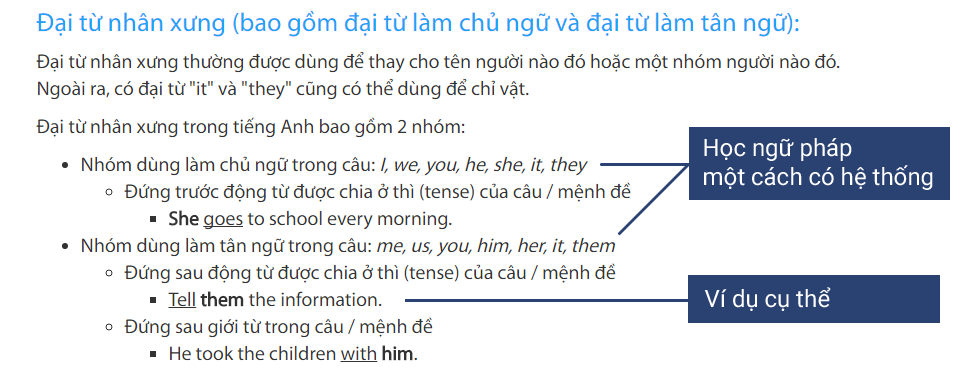 Đại từ nhân xưng (bao gồm đại từ làm chủ ngữ và đại từ làm tân ngữ):
Đại từ nhân xưng thường được dùng để thay cho tên người nào đó hoặc một nhóm người nào đó.
Ngoài ra, có đại từ "it" và "they" cũng có thể dùng để chỉ vật.
Đại từ nhân xưng trong tiếng Anh bao gồm 2 nhóm:
• Nhóm dùng làm chủ ngữ trong câu: I, we, you, he, she, it, they
◦ Đứng trước động từ được chia ở thì (tense) của câu / mệnh đề
▪ She goes to school every morning.
• Nhóm dùng làm tân ngữ trong câu: me, us, you, him, her, it, them
◦ Đứng sau động từ được chia ở thì (tense) của câu / mệnh đề
▪ Tell them the information.
◦ Đứng sau giới từ trong câu / mệnh đề
▪ He took the children with him.
Học ngữ pháp
một cách có hệ thống
Ví dụ cụ thể